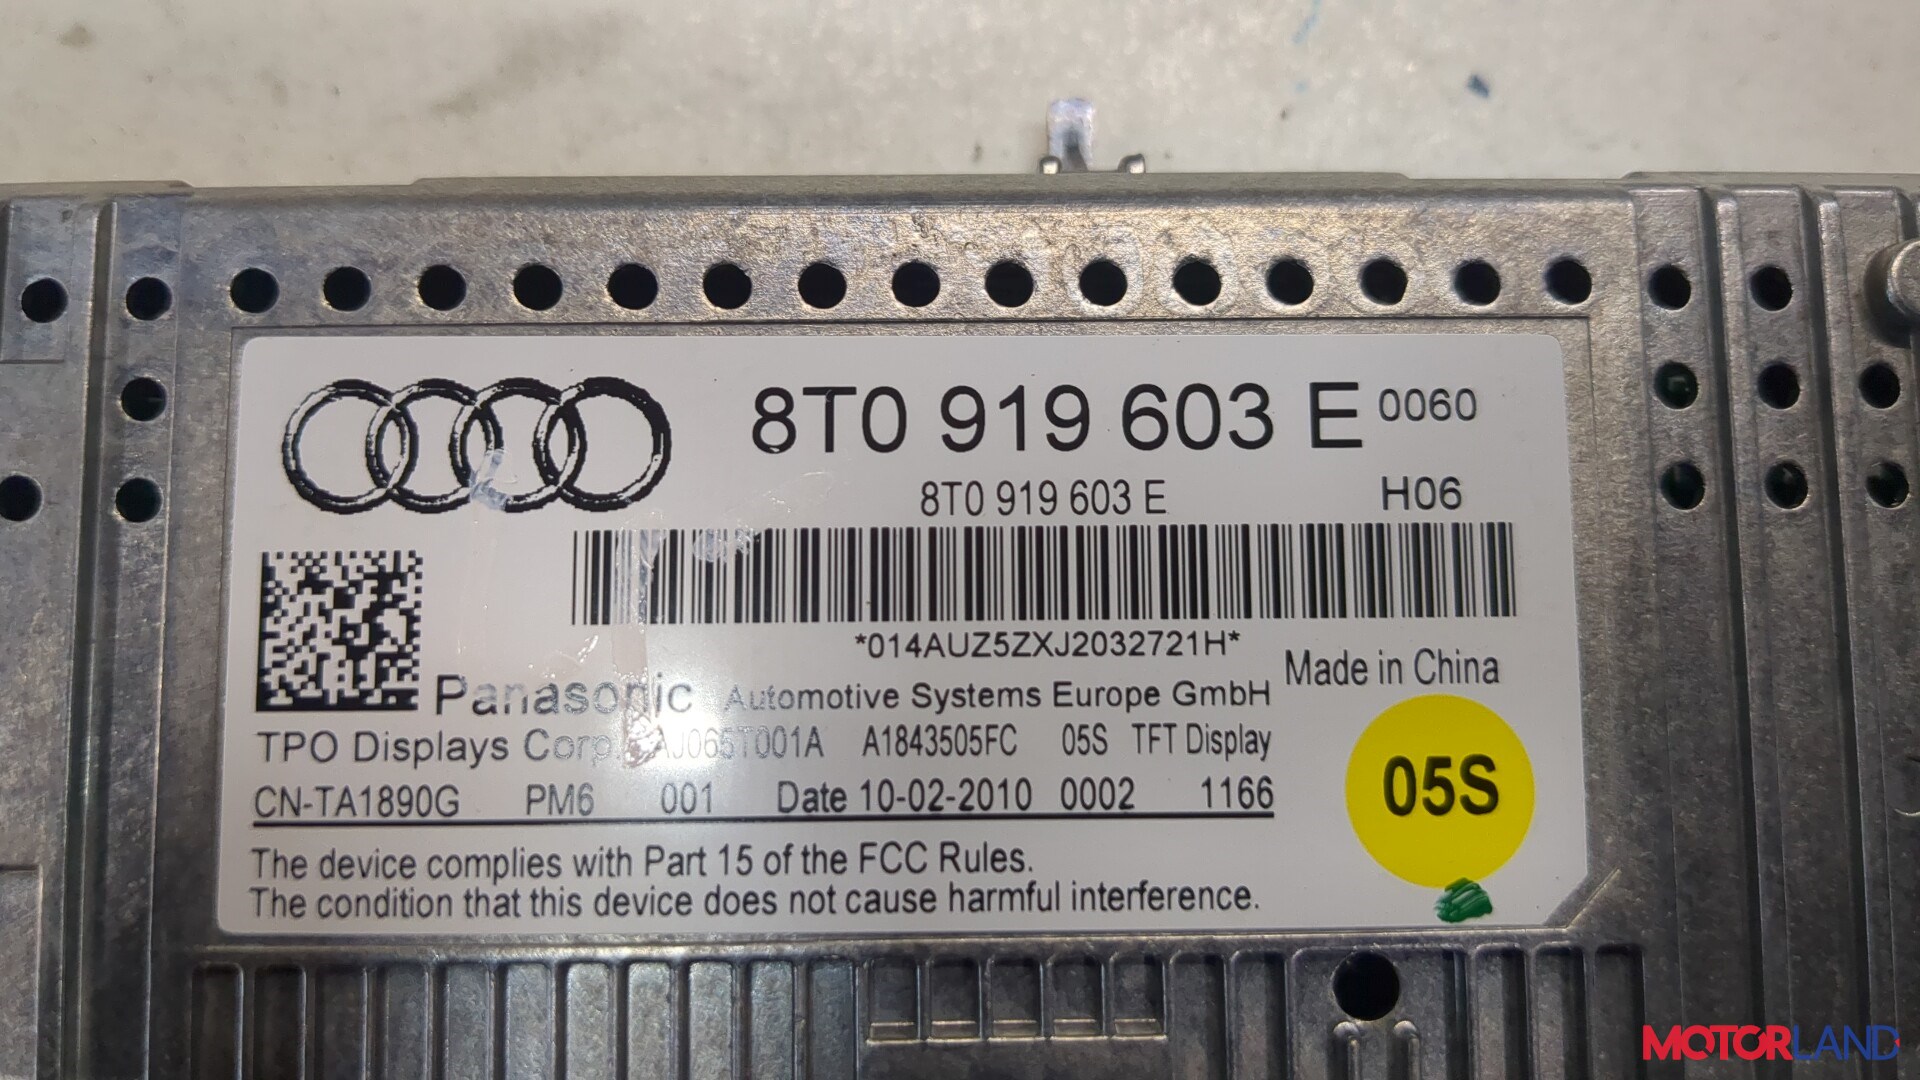 8T0 919 603 E 0060
8T0 919 603 E H06
*014AUZ5ZXJ2032721H*
Made in China
Panasonic Automotive Systems Europe GmbH
TPO Displays Corp. A1843505FC 05S TFT Display
CN-TA1890G PM6 001 Date 10-02-2010 0002 1166
05S
The device complies with Part 15 of the FCC Rules.
The condition that this device does not cause harmful interference.
MOTORLAND